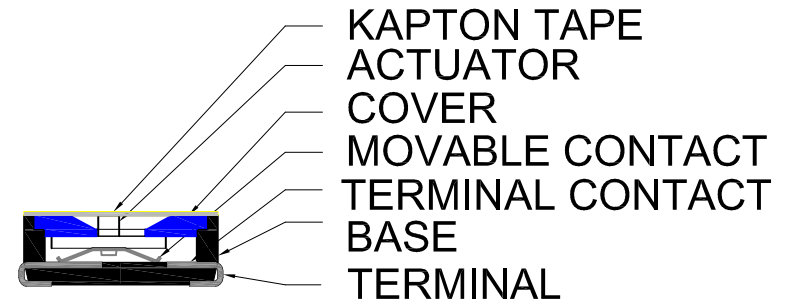 KAPTON TAPE
ACTUATOR
COVER
MOVABLE CONTACT
TERMINAL CONTACT
BASE
TERMINAL